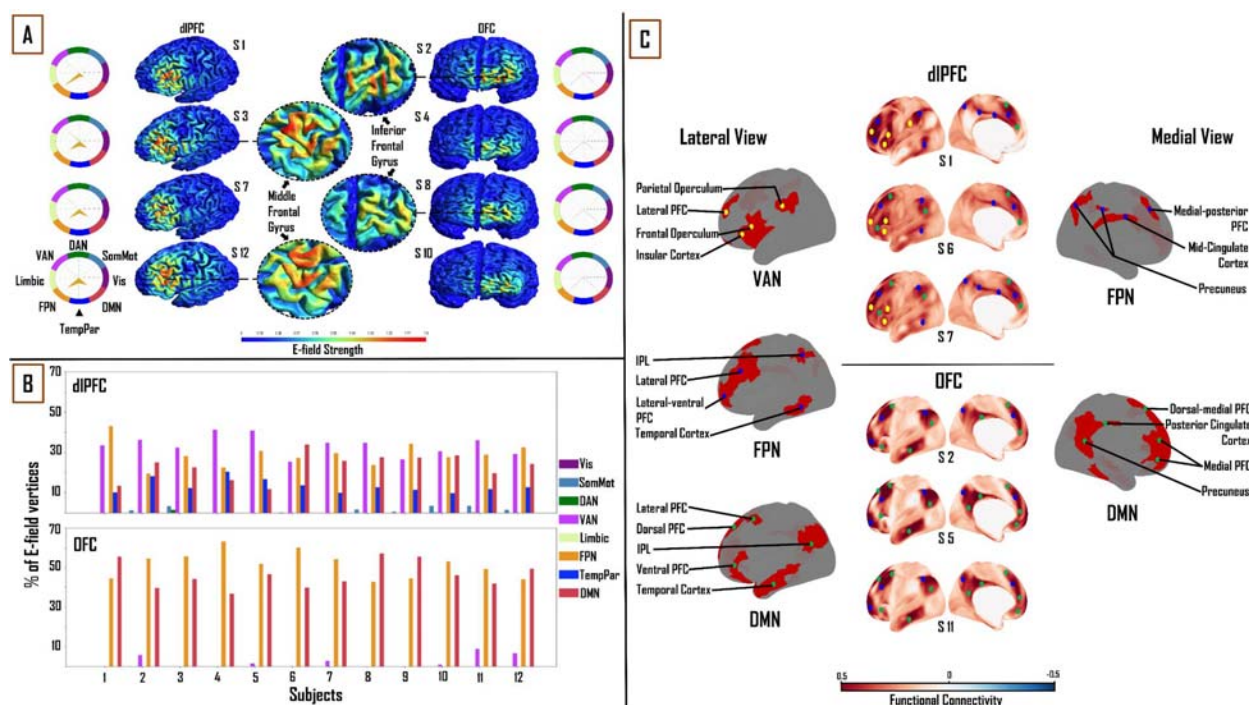 A
dlPFC
OFC
S 1
S 2
S 3
S 4
Inferior
Frontal
Gyrus
S 7
S 8
Middle
Frontal
Gyrus
S 12
S 10
DAN
VAN
SomMot
Limbic
Vis
FPN
DMN
TempPar
E-field Strength
B
70
dlPFC
50
30
10
70
OFC
50
30
10
% of E-field vertices
1 2 3 4 5 6 7 8 9 10 11 12
Subjects
Vis
SomMot
DAN
VAN
Limbic
FPN
TempPar
DMN
C
dlPFC
Lateral View
Medial View
S 1
S 6
S 7
Parietal Operculum
Lateral PFC
Frontal Operculum
Insular Cortex
VAN
Medial-posterior
PFC
Mid-Cingulate
Cortex
Precuneus
FPN
IPL
Lateral PFC
Lateral-ventral
PFC
Temporal Cortex
FPN
OFC
S 2
S 5
S 11
Dorsal-medial PFC
Posterior Cingulate
Cortex
Medial PFC
Precuneus
DMN
Lateral PFC
Dorsal PFC
IPL
Ventral PFC
Temporal Cortex
DMN
0.5 0 -0.5
Functional Connectivity